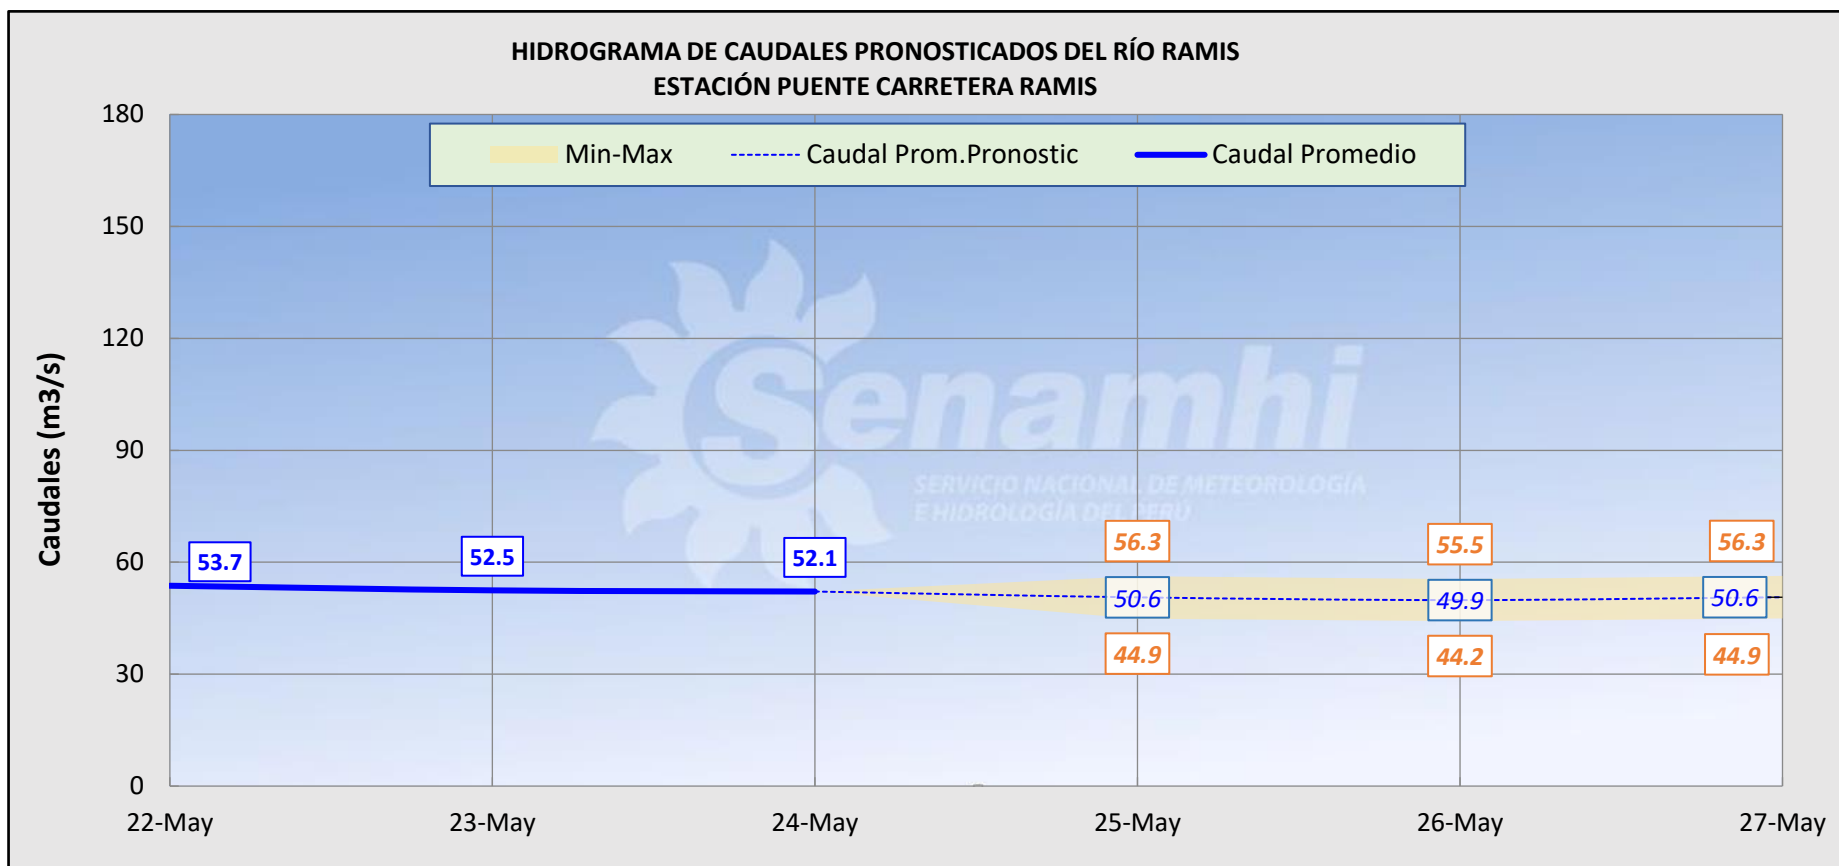 HIDROGRAMA DE CAUDALES PRONOSTICADOS DEL RÍO RAMIS
ESTACIÓN PUENTE CARRETERA RAMIS
Min-Max Caudal Prom.Pronostic Caudal Promedio
Caudales (m3/s)
180
150
120
90
60
30
0
Senamhi
SERVICIO NACIONAL DE METEOROLOGÍA
E HIDROLOGÍA DEL PERÚ
53.7 52.5 52.1 56.3 55.5 56.3
50.6 49.9 50.6
44.9 44.2 44.9
22-May 23-May 24-May 25-May 26-May 27-May